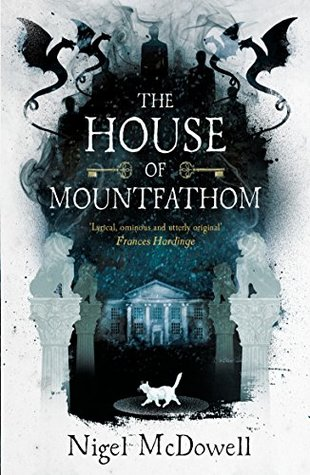 THE
HOUSE
OF
MOUNTFATHOM
'Lyrical, ominous and utterly original'
Frances Hardinge
Nigel McDowell